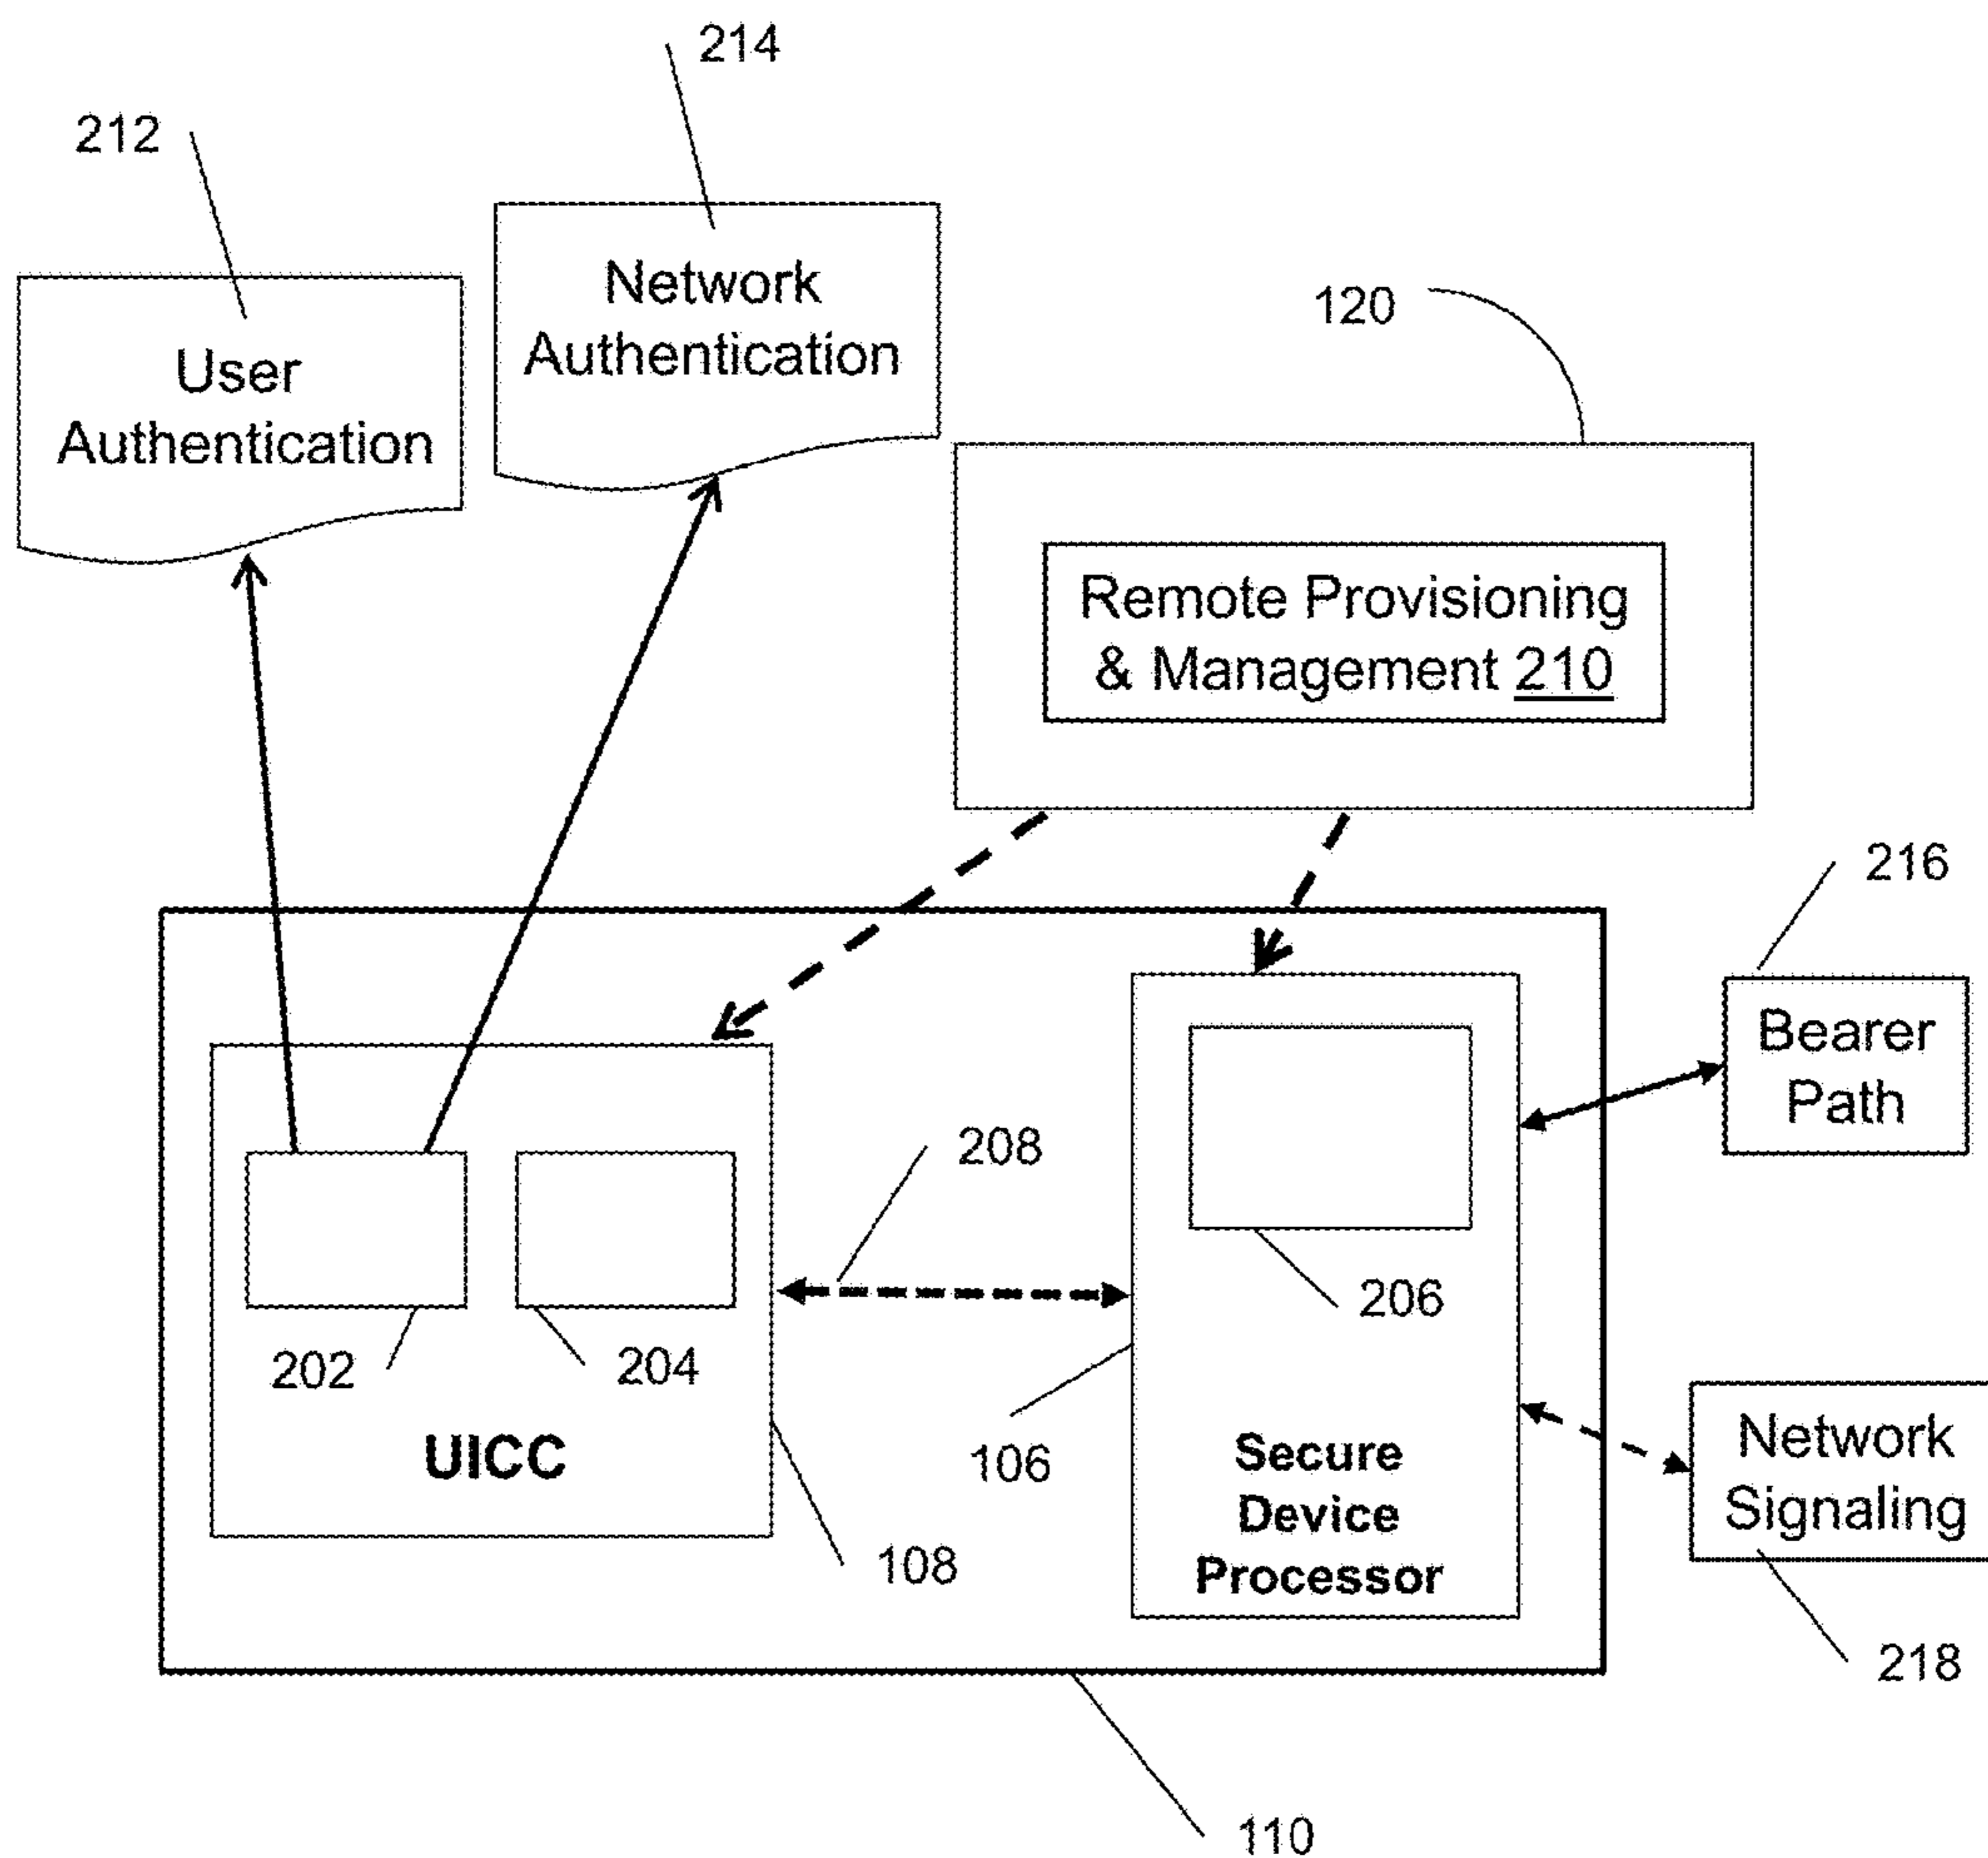 214
212
Network
Authentication
120
User
Authentication
Remote Provisioning
& Management 210
216
Bearer
Path
208
206
202
204
106
UICC
108
Secure
Device
Processor
Network
Signaling
218
110